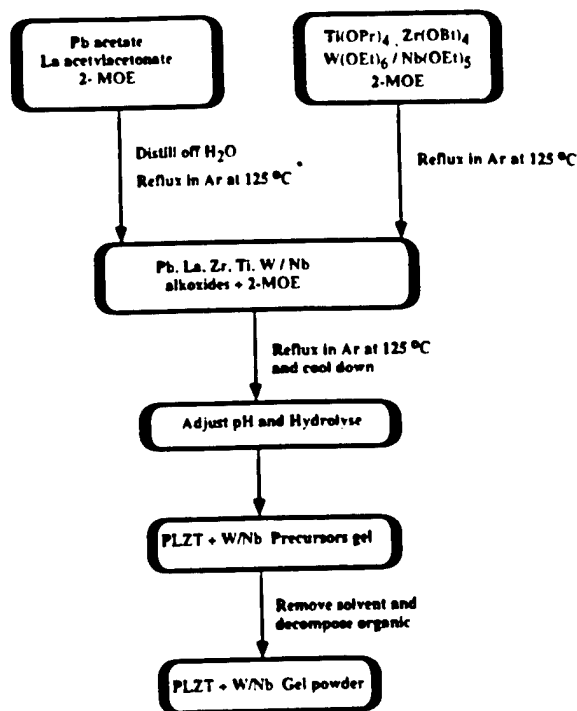 Pb acetate
La acetylacetonate
2- MOE
Ti(OPr)4 , Zr(OBt)4
W(OEt)6 / Nb(OEt)5
2-MOE
Distill off H2O
Reflux in Ar at 125 °C *
Reflux in Ar at 125 °C
Pb, La, Zr, Ti, W / Nb
alkoxides + 2-MOE
Reflux in Ar at 125 °C
and cool down
Adjust pH and Hydrolyse
PLZT + W/Nb Precursors gel
Remove solvent and
decompose organic
PLZT + W/Nb Gel powder